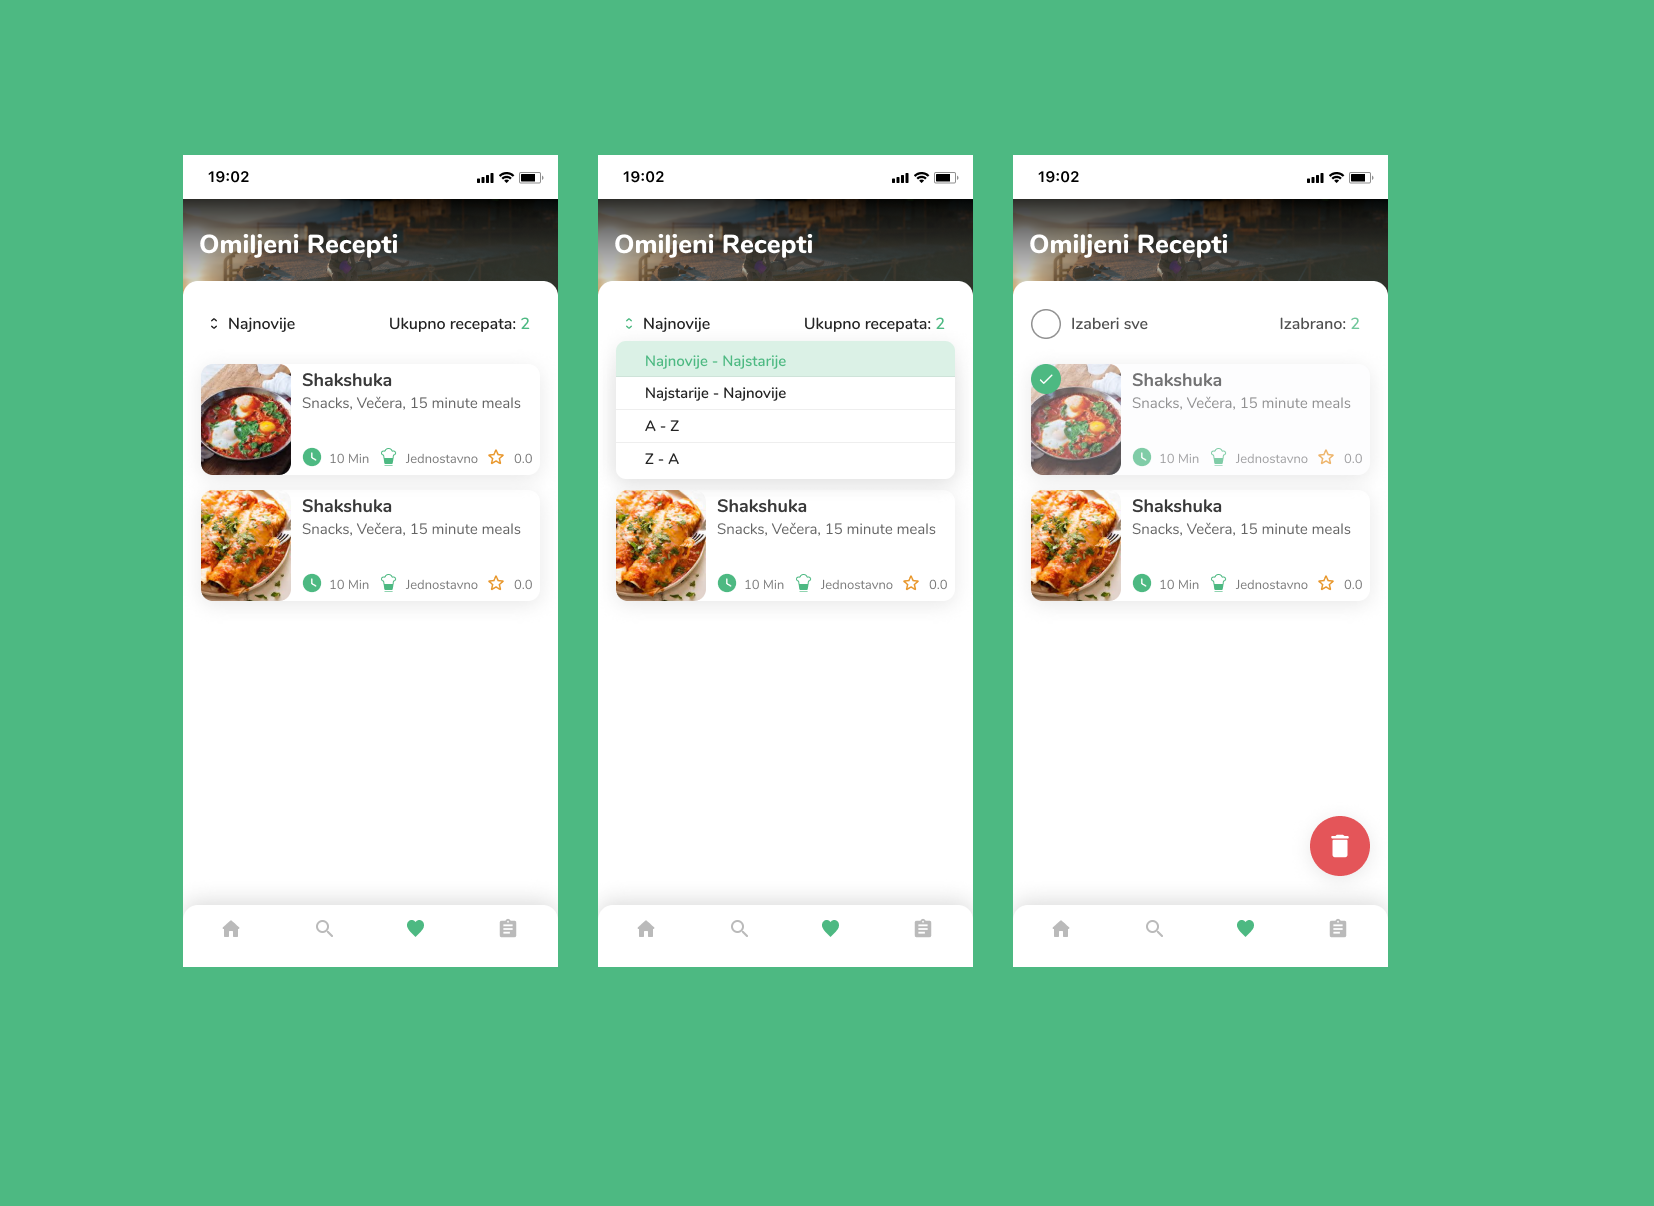 19:02
Omiljeni Recepti
Najnovije Ukupno recepata: 2
Shakshuka
Snacks, Večera, 15 minute meals
10 Min Jednostavno 0.0
Shakshuka
Snacks, Večera, 15 minute meals
10 Min Jednostavno 0.0
19:02
Omiljeni Recepti
Najnovije Ukupno recepata: 2
Najnovije - Najstarije
Najstarije - Najnovije
A - Z
Z - A
Shakshuka
Snacks, Večera, 15 minute meals
10 Min Jednostavno 0.0
19:02
Omiljeni Recepti
Izaberi sve Izabrano: 2
Shakshuka
Snacks, Večera, 15 minute meals
10 Min Jednostavno 0.0
Shakshuka
Snacks, Večera, 15 minute meals
10 Min Jednostavno 0.0